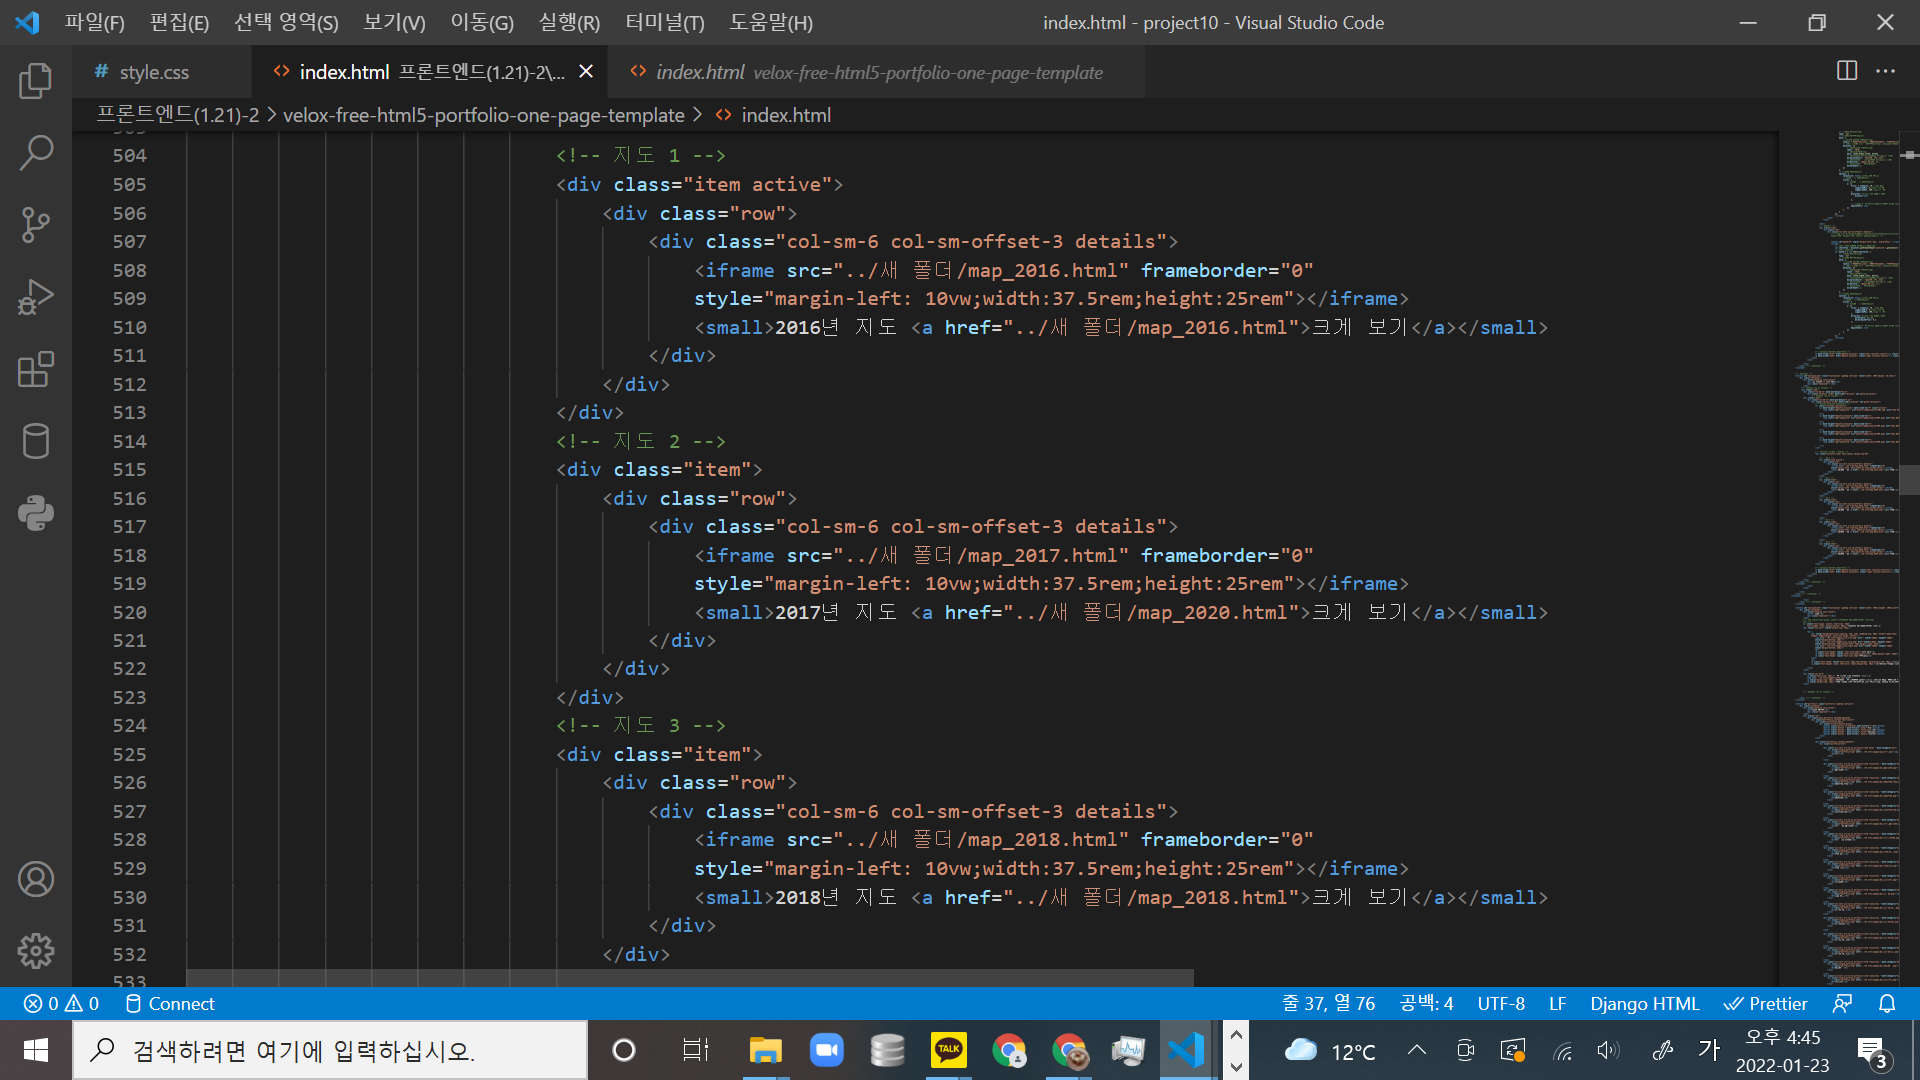 파일(F) 편집(E) 선택 영역(S) 보기(V) 이동(G) 실행(R) 터미널(T) 도움말(H) index.html - project10 - Visual Studio Code
# style.css <> index.html 프론트엔드(1.21)-2\... <> index.html velox-free-html5-portfolio-one-page-template
프론트엔드(1.21)-2 > velox-free-html5-portfolio-one-page-template > <> index.html
504 <!-- 지도 1 -->
505 <div class="item active">
506 <div class="row">
507 <div class="col-sm-6 col-sm-offset-3 details">
508 <iframe src="../새 폴더/map_2016.html" frameborder="0"
509 style="margin-left: 10vw;width:37.5rem;height:25rem"></iframe>
510 <small>2016년 지도 <a href="../새 폴더/map_2016.html">크게 보기</a></small>
511 </div>
512 </div>
513 </div>
514 <!-- 지도 2 -->
515 <div class="item">
516 <div class="row">
517 <div class="col-sm-6 col-sm-offset-3 details">
518 <iframe src="../새 폴더/map_2017.html" frameborder="0"
519 style="margin-left: 10vw;width:37.5rem;height:25rem"></iframe>
520 <small>2017년 지도 <a href="../새 폴더/map_2020.html">크게 보기</a></small>
521 </div>
522 </div>
523 </div>
524 <!-- 지도 3 -->
525 <div class="item">
526 <div class="row">
527 <div class="col-sm-6 col-sm-offset-3 details">
528 <iframe src="../새 폴더/map_2018.html" frameborder="0"
529 style="margin-left: 10vw;width:37.5rem;height:25rem"></iframe>
530 <small>2018년 지도 <a href="../새 폴더/map_2018.html">크게 보기</a></small>
531 </div>
532 </div>
533
0 0 Connect 줄 37, 열 76 공백: 4 UTF-8 LF Django HTML Prettier
검색하려면 여기에 입력하십시오. TALK 12°C 가 오후 4:45
2022-01-23 3